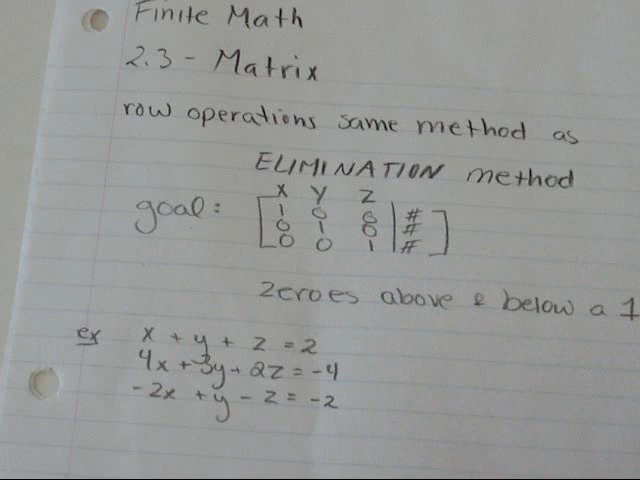 Finite Math
2.3 - Matrix
row operations same method as
ELIMINATION method
x y z
goal: [ 1 0 0 | # ]
0 1 0 | #
0 0 1 | #
zeroes above & below a 1
ex x + y + z = 2
4x + 3y + 2z = -4
-2x + y - z = -2